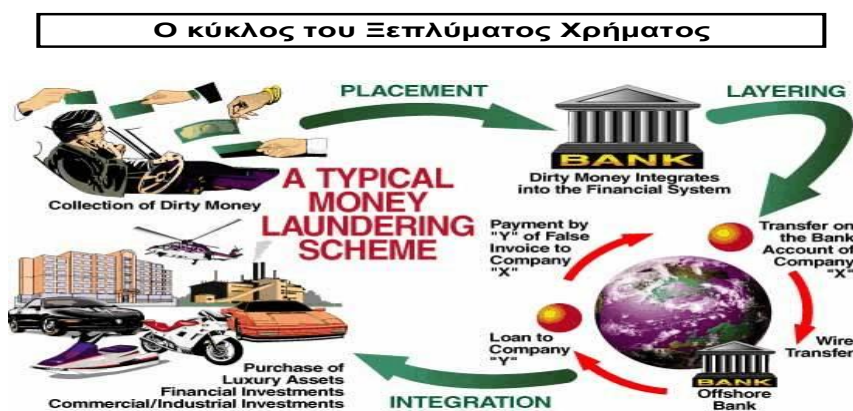 Ο κύκλος του Ξεπλύματος Χρήματος
PLACEMENT
LAYERING
BANK
Dirty Money Integrates
into the Financial System
Collection of Dirty Money
A TYPICAL
MONEY
LAUNDERING
SCHEME
Payment by
"Y" of False
Invoice to
Company
"X"
Transfer on
the Bank
Account of
Company
"X"
Loan to
Company
"Y"
Wire
Transfer
BANK
Offshore
Bank
Purchase of
Luxury Assets
Financial Investments
Commercial/Industrial Investments
INTEGRATION